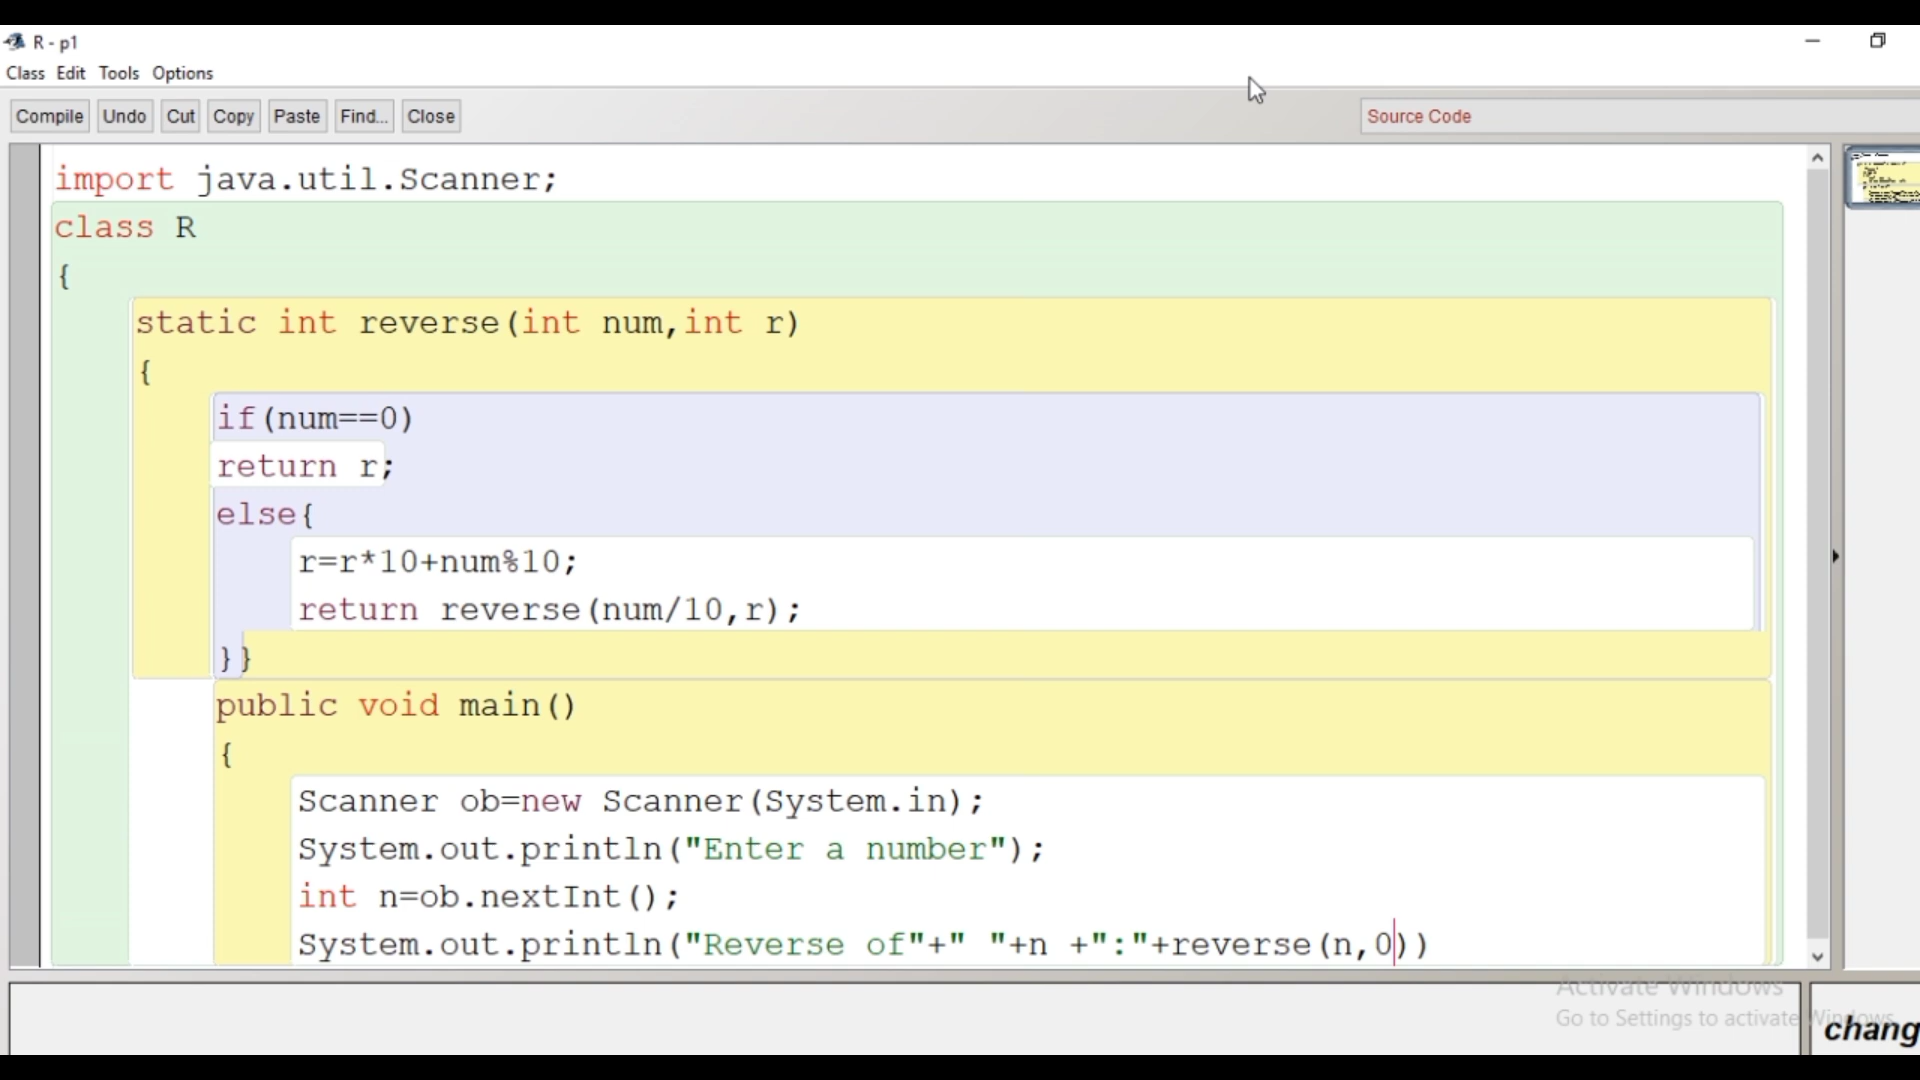 R - p1
Class Edit Tools Options
Compile Undo Cut Copy Paste Find... Close Source Code
import java.util.Scanner;
class R
{
static int reverse(int num,int r)
{
if(num==0)
return r;
else{
r=r*10+num%10;
return reverse(num/10,r);
}}
public void main()
{
Scanner ob=new Scanner(System.in);
System.out.println("Enter a number");
int n=ob.nextInt();
System.out.println("Reverse of"+" "+n +":"+reverse(n,0))
Activate Windows
Go to Settings to activate Windows
chang